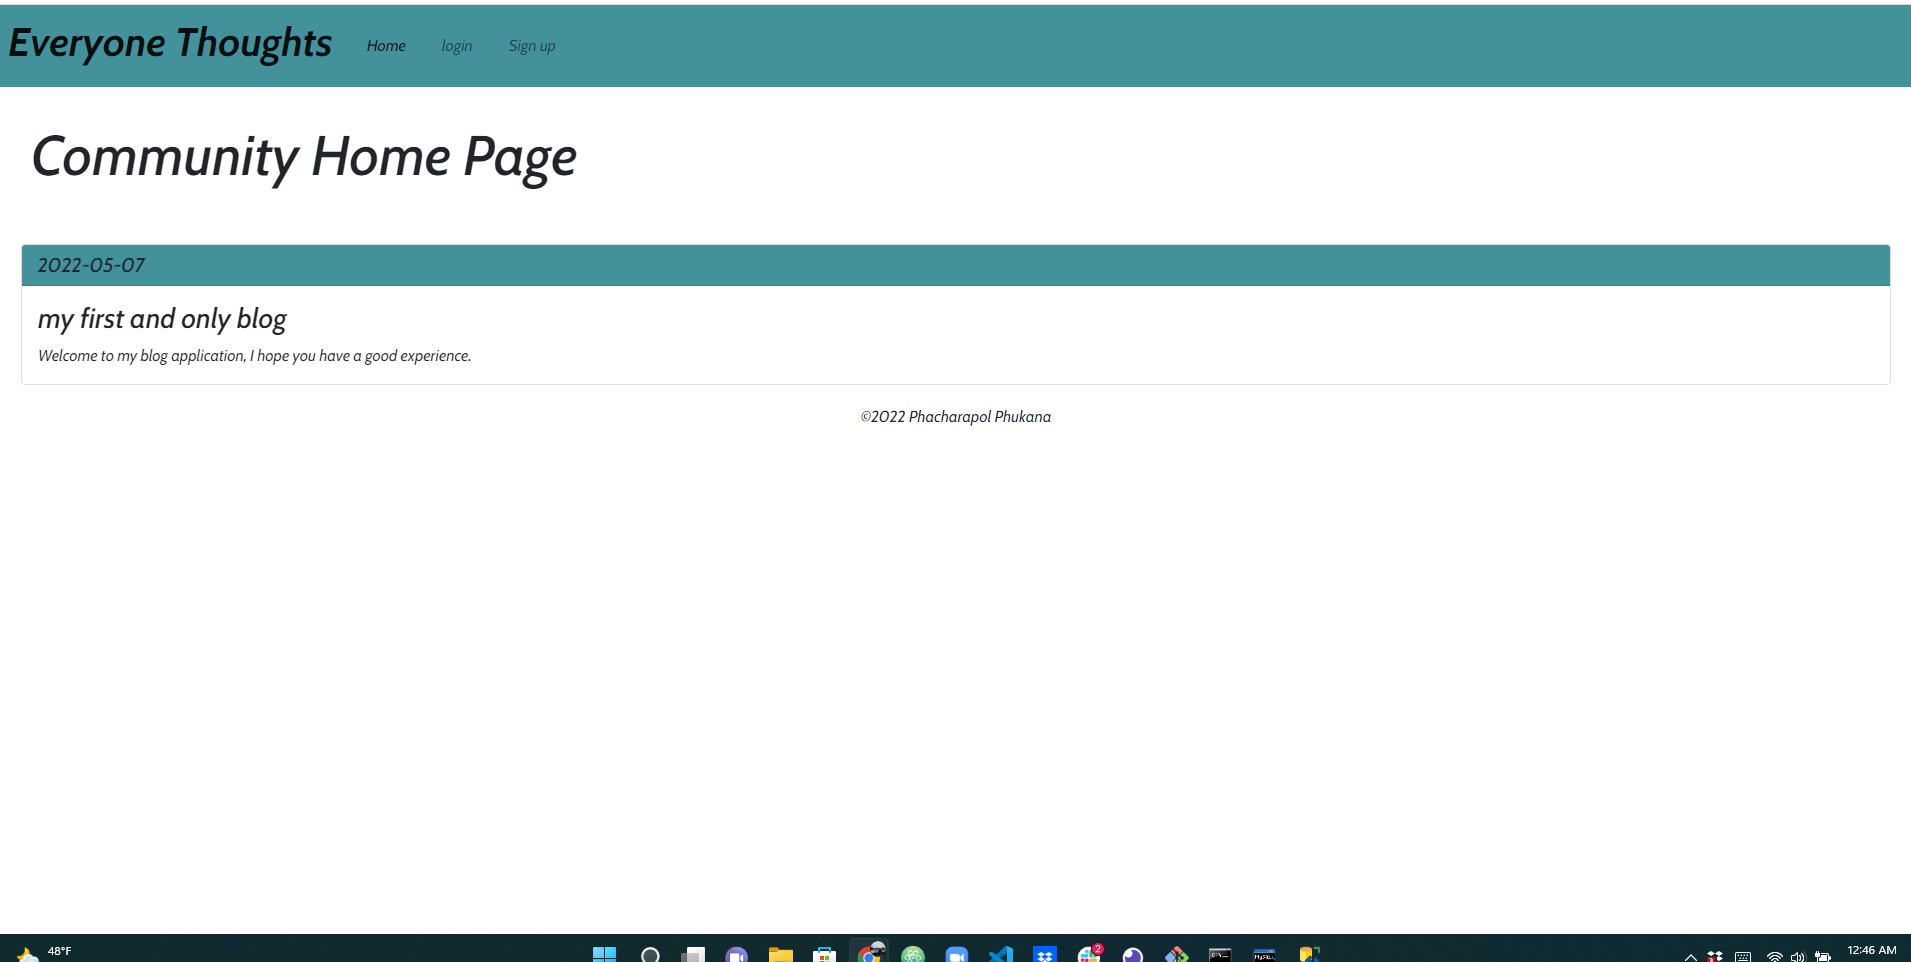 Everyone Thoughts Home login Sign up
Community Home Page
2022-05-07
my first and only blog
Welcome to my blog application, I hope you have a good experience.
©2022 Phacharapol Phukana
48°F
2
12:46 AM